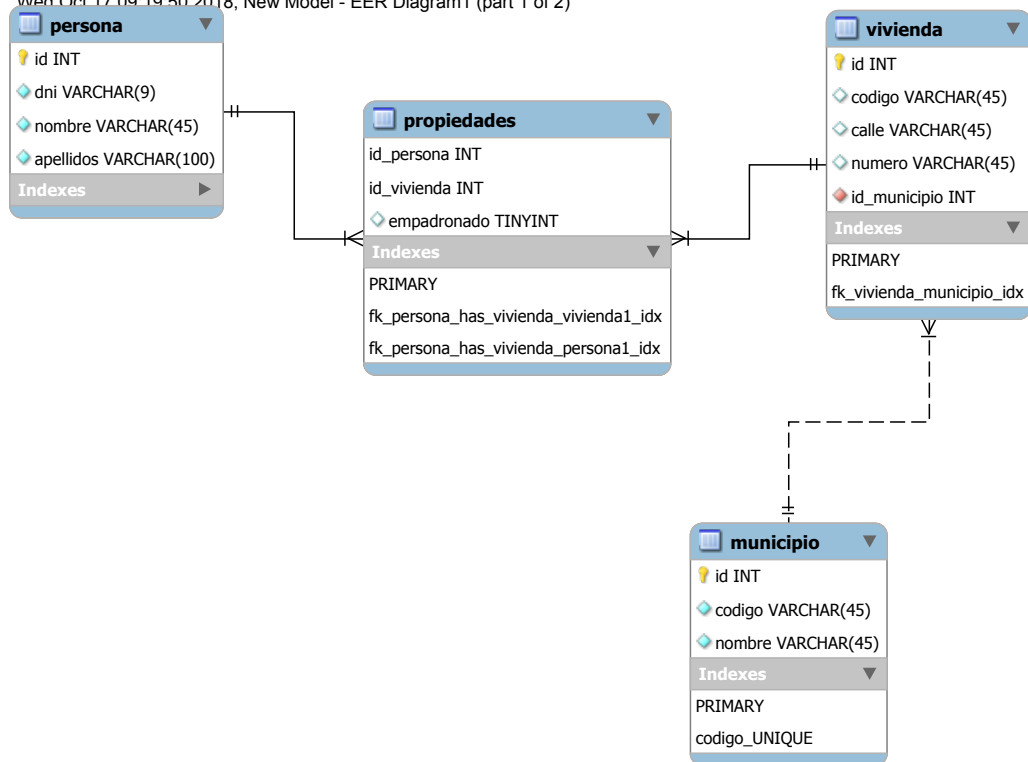 Wed Oct 17 09:19:50 2018, New Model - EER Diagram1 (part 1 of 2)
persona
id INT
dni VARCHAR(9)
nombre VARCHAR(45)
apellidos VARCHAR(100)
Indexes
propiedades
id_persona INT
id_vivienda INT
empadronado TINYINT
Indexes
PRIMARY
fk_persona_has_vivienda_vivienda1_idx
fk_persona_has_vivienda_persona1_idx
vivienda
id INT
codigo VARCHAR(45)
calle VARCHAR(45)
numero VARCHAR(45)
id_municipio INT
Indexes
PRIMARY
fk_vivienda_municipio_idx
municipio
id INT
codigo VARCHAR(45)
nombre VARCHAR(45)
Indexes
PRIMARY
codigo_UNIQUE